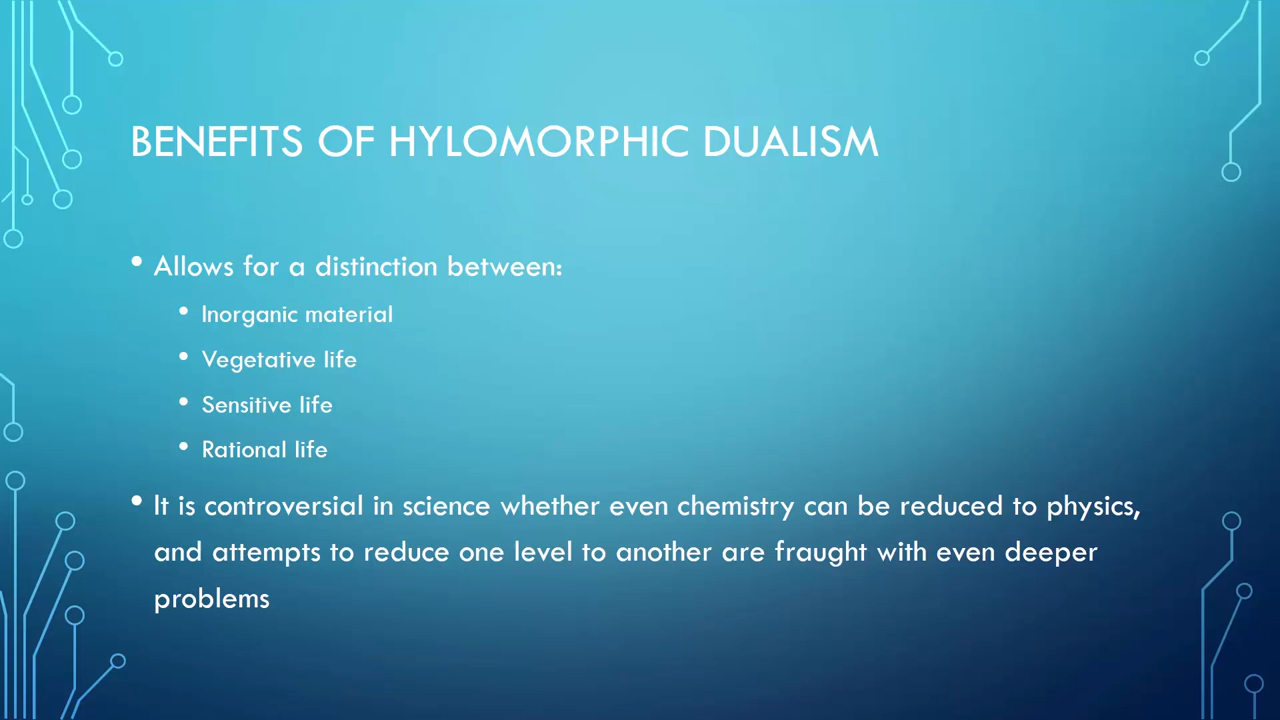 BENEFITS OF HYLOMORPHIC DUALISM
• Allows for a distinction between:
• Inorganic material
• Vegetative life
• Sensitive life
• Rational life
• It is controversial in science whether even chemistry can be reduced to physics,
and attempts to reduce one level to another are fraught with even deeper
problems